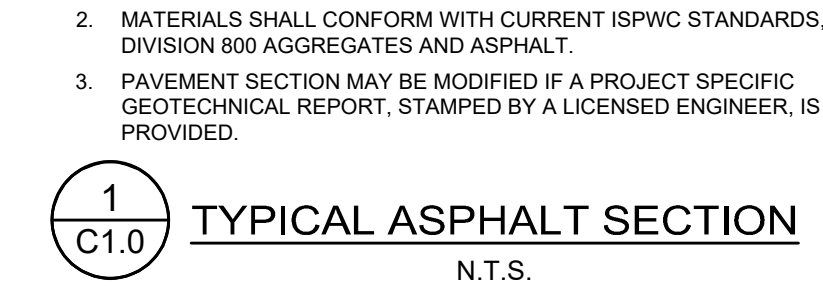 2. MATERIALS SHALL CONFORM WITH CURRENT ISPWC STANDARDS,
DIVISION 800 AGGREGATES AND ASPHALT.
3. PAVEMENT SECTION MAY BE MODIFIED IF A PROJECT SPECIFIC
GEOTECHNICAL REPORT, STAMPED BY A LICENSED ENGINEER, IS
PROVIDED.
1
C1.0
TYPICAL ASPHALT SECTION
N.T.S.